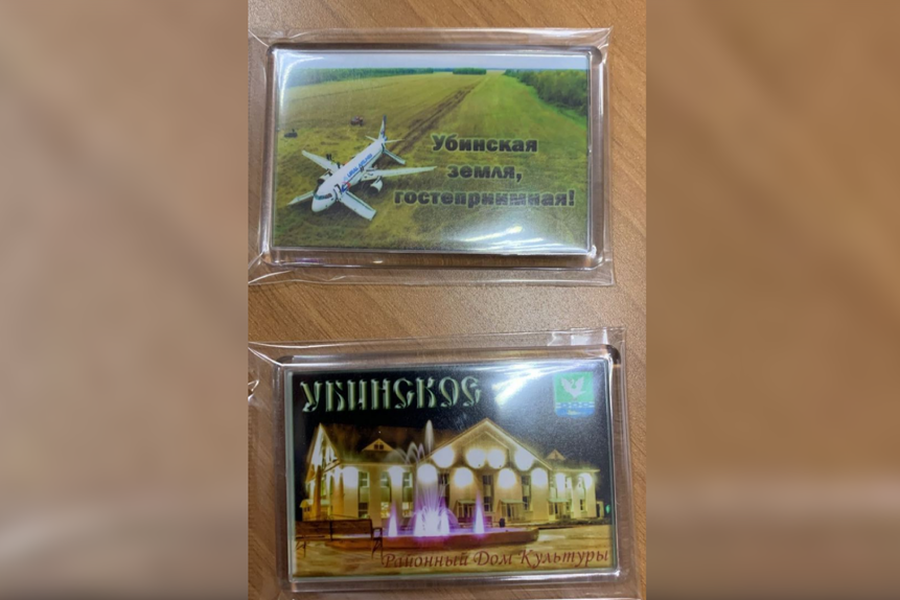 Убинская
земля,
гостеприимная!
УБИНСКОЕ
Районный Дом Культуры